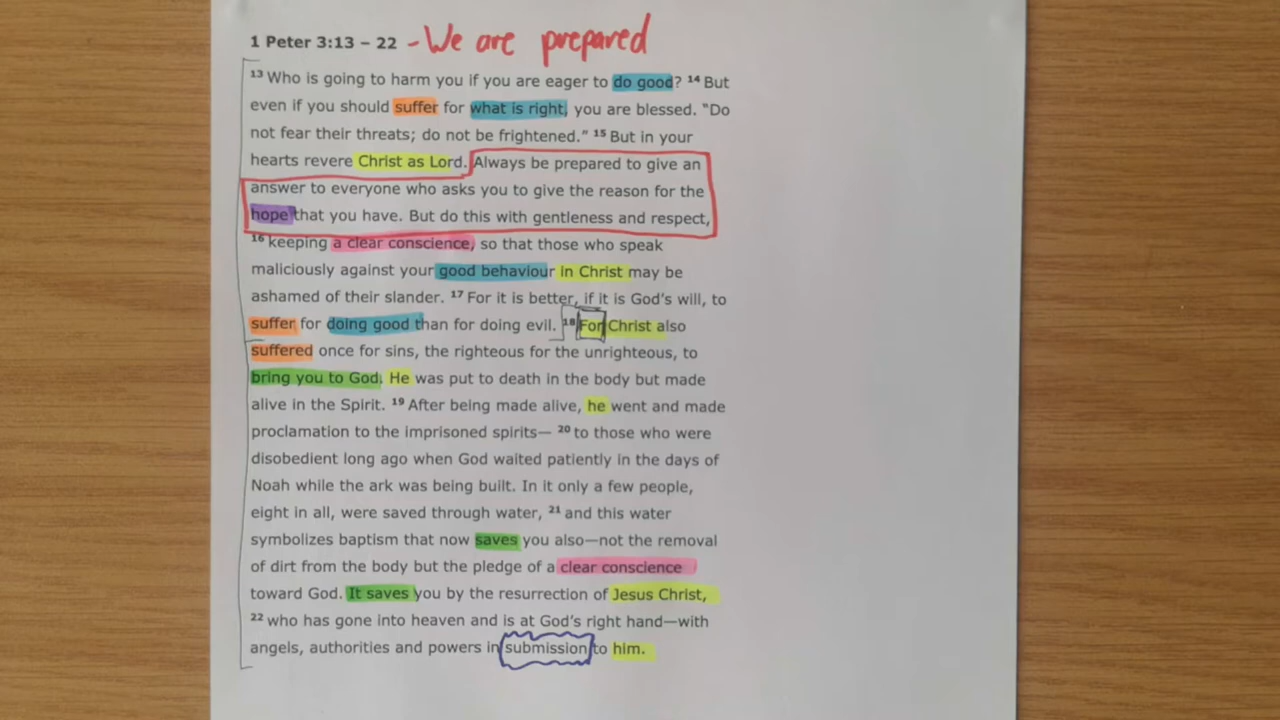 1 Peter 3:13 – 22 - We are prepared
13 Who is going to harm you if you are eager to do good? 14 But
even if you should suffer for what is right, you are blessed. "Do
not fear their threats; do not be frightened." 15 But in your
hearts revere Christ as Lord. Always be prepared to give an
answer to everyone who asks you to give the reason for the
hope that you have. But do this with gentleness and respect,
16 keeping a clear conscience, so that those who speak
maliciously against your good behaviour in Christ may be
ashamed of their slander. 17 For it is better, if it is God's will, to
suffer for doing good than for doing evil. 18 For Christ also
suffered once for sins, the righteous for the unrighteous, to
bring you to God. He was put to death in the body but made
alive in the Spirit. 19 After being made alive, he went and made
proclamation to the imprisoned spirits— 20 to those who were
disobedient long ago when God waited patiently in the days of
Noah while the ark was being built. In it only a few people,
eight in all, were saved through water, 21 and this water
symbolizes baptism that now saves you also—not the removal
of dirt from the body but the pledge of a clear conscience
toward God. It saves you by the resurrection of Jesus Christ,
22 who has gone into heaven and is at God's right hand—with
angels, authorities and powers in submission to him.